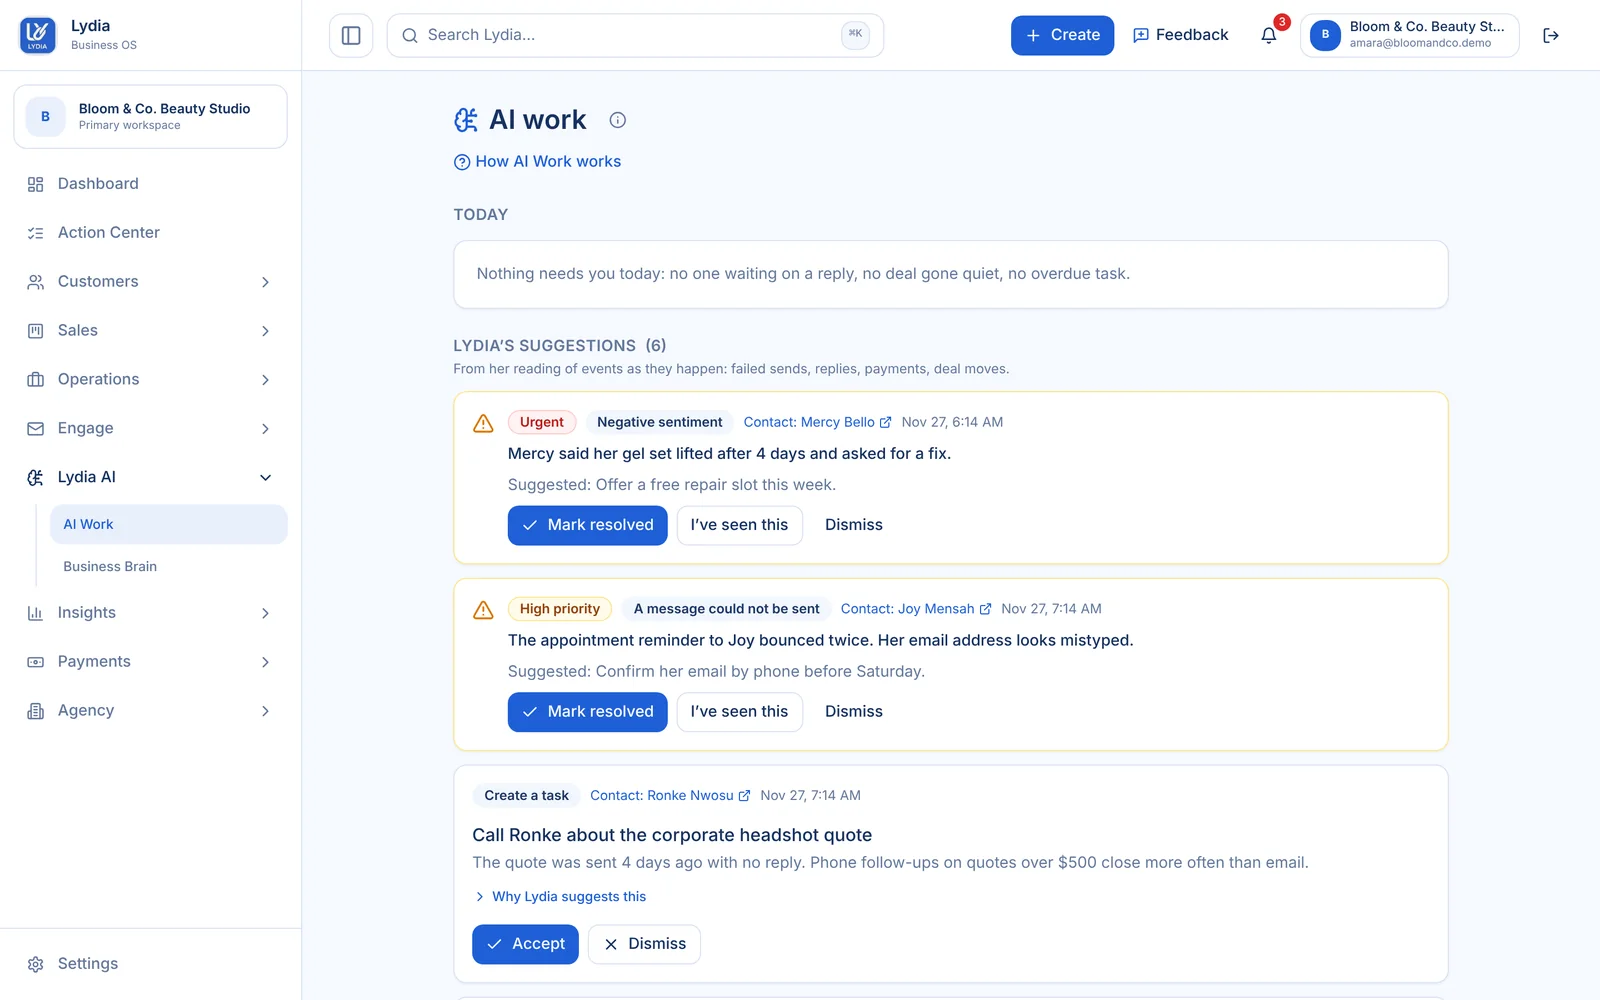 LYDIA
Lydia
Business OS
Search Lydia...
⌘K
Create
Feedback
3
B
Bloom & Co. Beauty St...
amara@bloomandco.demo
B
Bloom & Co. Beauty Studio
Primary workspace
Dashboard
Action Center
Customers
Sales
Operations
Engage
Lydia AI
AI Work
Business Brain
Insights
Payments
Agency
Settings
AI work
How AI Work works
TODAY
Nothing needs you today: no one waiting on a reply, no deal gone quiet, no overdue task.
LYDIA’S SUGGESTIONS (6)
From her reading of events as they happen: failed sends, replies, payments, deal moves.
Urgent Negative sentiment Contact: Mercy Bello Nov 27, 6:14 AM
Mercy said her gel set lifted after 4 days and asked for a fix.
Suggested: Offer a free repair slot this week.
Mark resolved I’ve seen this Dismiss
High priority A message could not be sent Contact: Joy Mensah Nov 27, 7:14 AM
The appointment reminder to Joy bounced twice. Her email address looks mistyped.
Suggested: Confirm her email by phone before Saturday.
Mark resolved I’ve seen this Dismiss
Create a task Contact: Ronke Nwosu Nov 27, 7:14 AM
Call Ronke about the corporate headshot quote
The quote was sent 4 days ago with no reply. Phone follow-ups on quotes over $500 close more often than email.
Why Lydia suggests this
Accept Dismiss